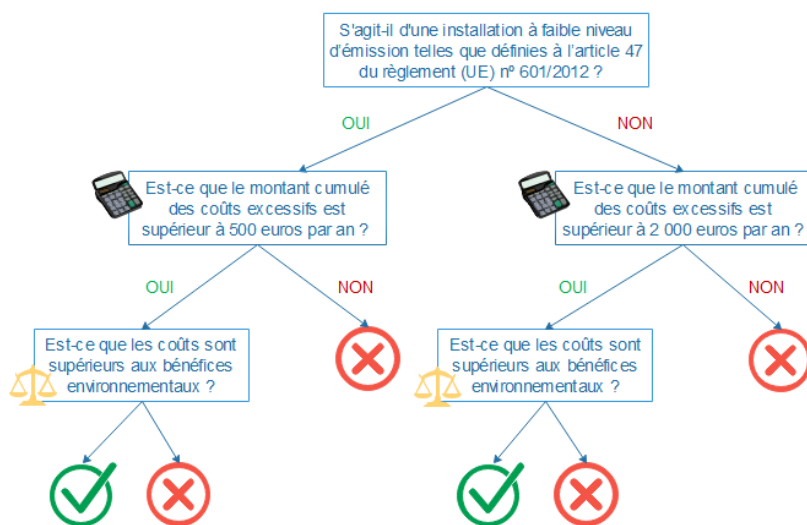 S'agit-il d'une installation à faible niveau
d'émission telles que définies à l'article 47
du règlement (UE) nº 601/2012 ?
OUI
NON
Est-ce que le montant cumulé
des coûts excessifs est
supérieur à 500 euros par an ?
Est-ce que le montant cumulé
des coûts excessifs est
supérieur à 2 000 euros par an ?
OUI
NON
OUI
NON
Est-ce que les coûts sont
supérieurs aux bénéfices
environnementaux ?
Est-ce que les coûts sont
supérieurs aux bénéfices
environnementaux ?